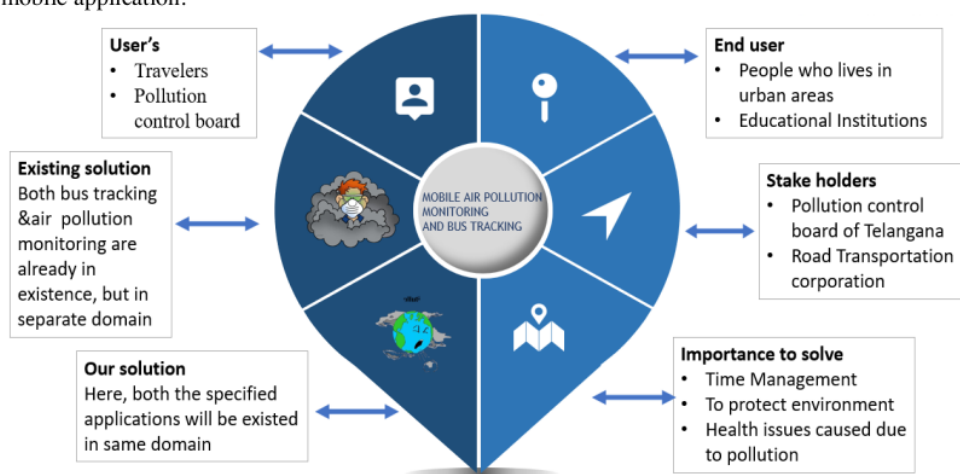 mobile application.
User's
• Travelers
• Pollution
control board
End user
• People who lives in
urban areas
• Educational Institutions
Existing solution
Both bus tracking
&air pollution
monitoring are
already in
existence, but in
separate domain
MOBILE AIR POLLUTION
MONITORING
AND BUS TRACKING
Stake holders
• Pollution control
board of Telangana
• Road Transportation
corporation
Our solution
Here, both the specified
applications will be existed
in same domain
Importance to solve
• Time Management
• To protect environment
• Health issues caused due
to pollution